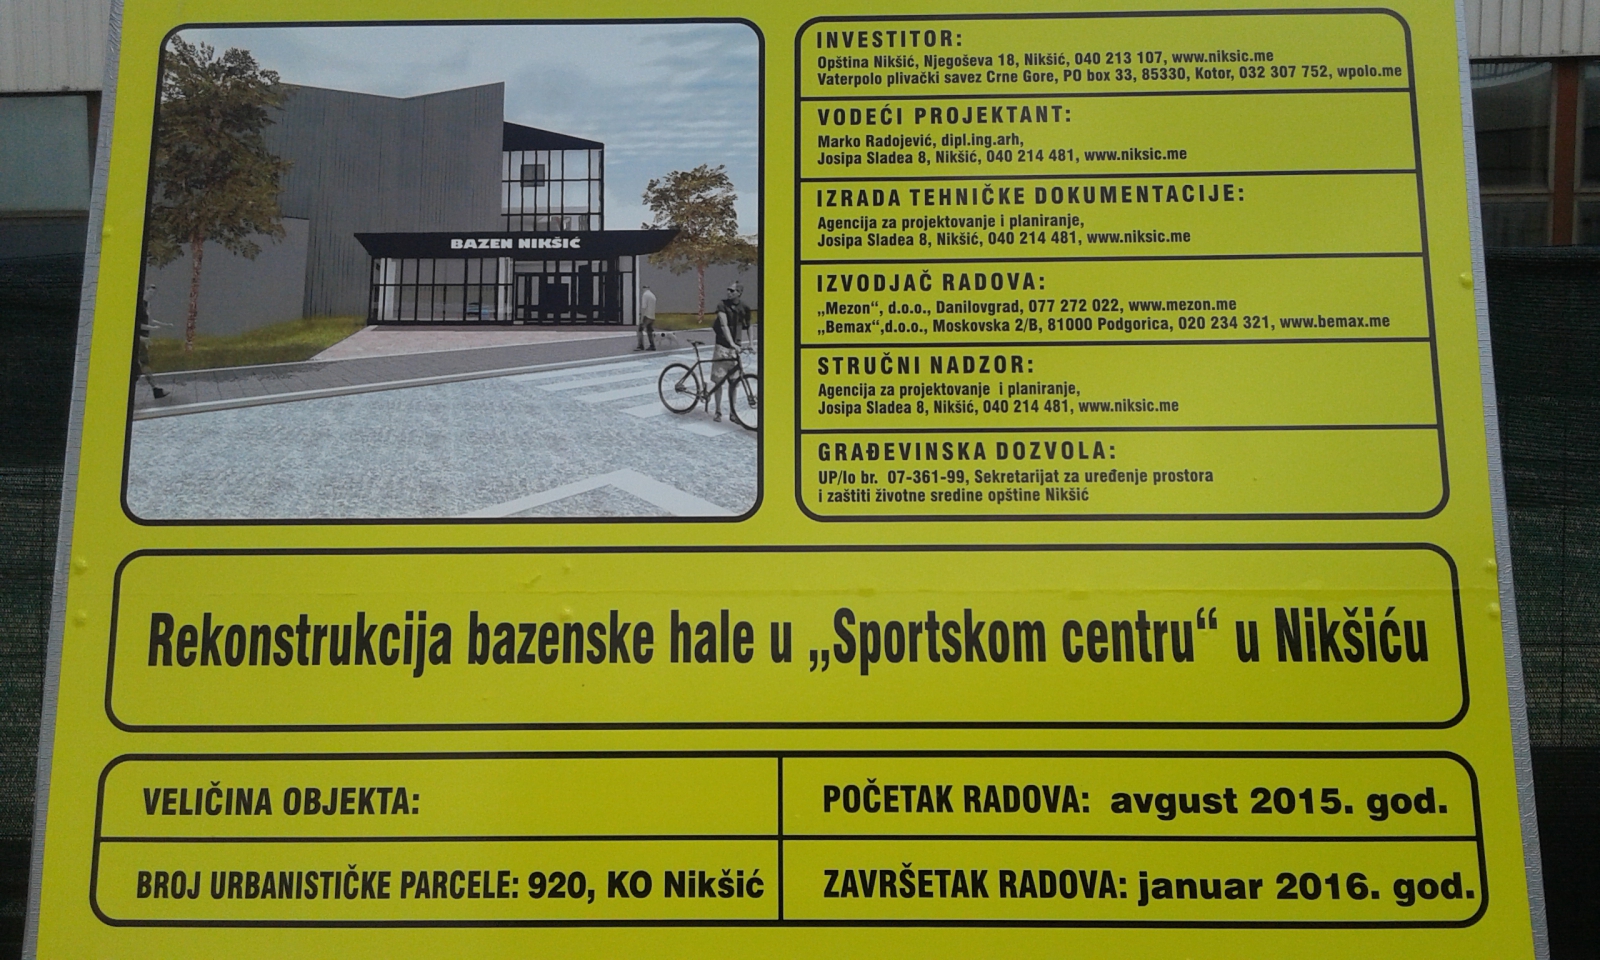 BAZEN NIKŠIĆ
INVESTITOR:
Opština Nikšić, Njegoševa 18, Nikšić, 040 213 107, www.niksic.me
Vaterpolo plivački savez Crne Gore, PO box 33, 85330, Kotor, 032 307 752, wpolo.me
VODEĆI PROJEKTANT:
Marko Radojević, dipl.ing.arh,
Josipa Sladea 8, Nikšić, 040 214 481, www.niksic.me
IZRADA TEHNIČKE DOKUMENTACIJE:
Agencija za projektovanje i planiranje,
Josipa Sladea 8, Nikšić, 040 214 481, www.niksic.me
IZVODJAČ RADOVA:
„Mezon“, d.o.o., Danilovgrad, 077 272 022, www.mezon.me
„Bemax“,d.o.o., Moskovska 2/B, 81000 Podgorica, 020 234 321, www.bemax.me
STRUČNI NADZOR:
Agencija za projektovanje i planiranje,
Josipa Sladea 8, Nikšić, 040 214 481, www.niksic.me
GRAĐEVINSKA DOZVOLA:
UP/Io br. 07-361-99, Sekretarijat za uređenje prostora
i zaštiti životne sredine opštine Nikšić
Rekonstrukcija bazenske hale u „Sportskom centru“ u Nikšiću
VELIČINA OBJEKTA:
POČETAK RADOVA: avgust 2015. god.
BROJ URBANISTIČKE PARCELE: 920, KO Nikšić
ZAVRŠETAK RADOVA: januar 2016. god.